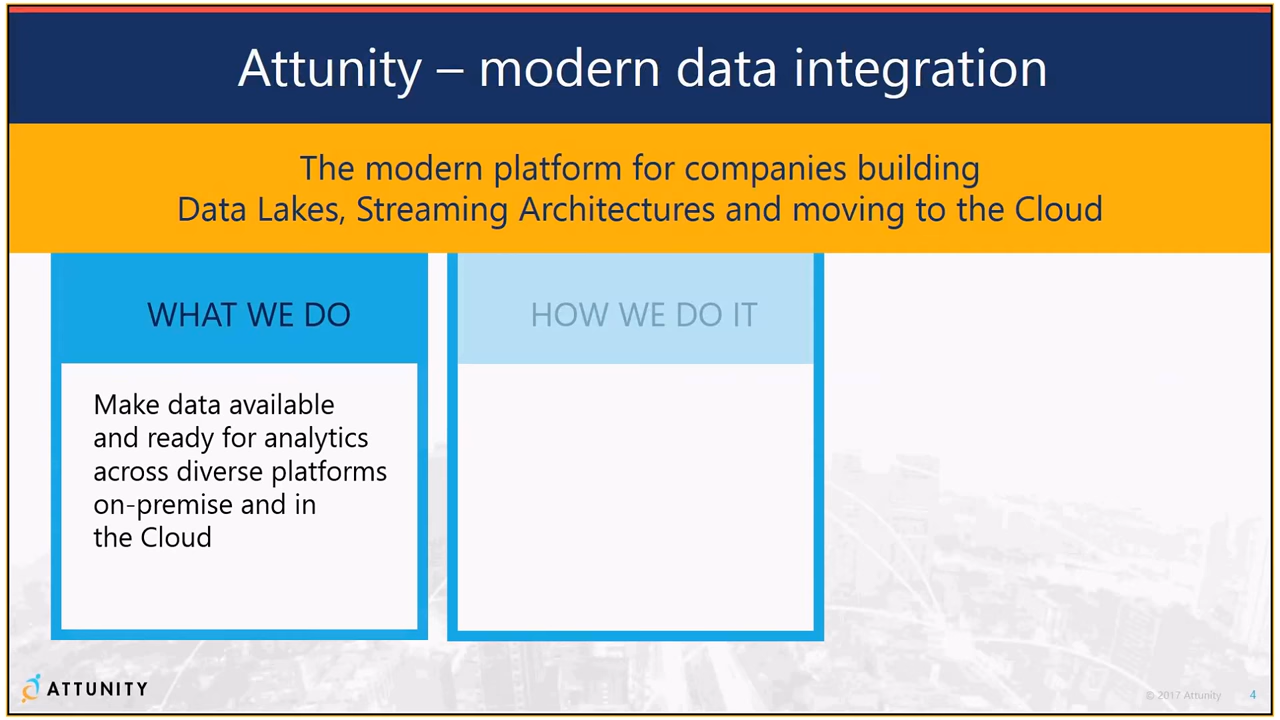 Attunity – modern data integration
The modern platform for companies building
Data Lakes, Streaming Architectures and moving to the Cloud
WHAT WE DO
Make data available
and ready for analytics
across diverse platforms
on-premise and in
the Cloud
HOW WE DO IT
ATTUNITY
© 2017 Attunity
4